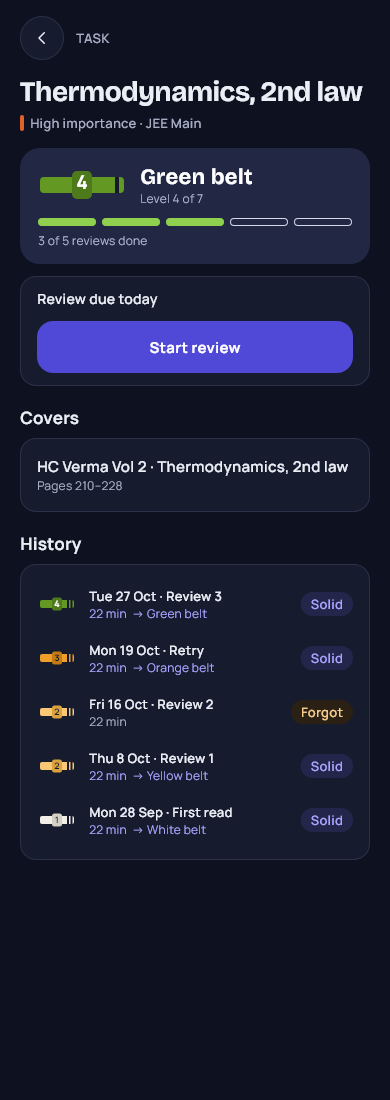 TASK
Thermodynamics, 2nd law
High importance · JEE Main
4
Green belt
Level 4 of 7
3 of 5 reviews done
Review due today
Start review
Covers
HC Verma Vol 2 · Thermodynamics, 2nd law
Pages 210–228
History
4
Tue 27 Oct · Review 3
22 min → Green belt
Solid
3
Mon 19 Oct · Retry
22 min → Orange belt
Solid
2
Fri 16 Oct · Review 2
22 min
Forgot
2
Thu 8 Oct · Review 1
22 min → Yellow belt
Solid
1
Mon 28 Sep · First read
22 min → White belt
Solid